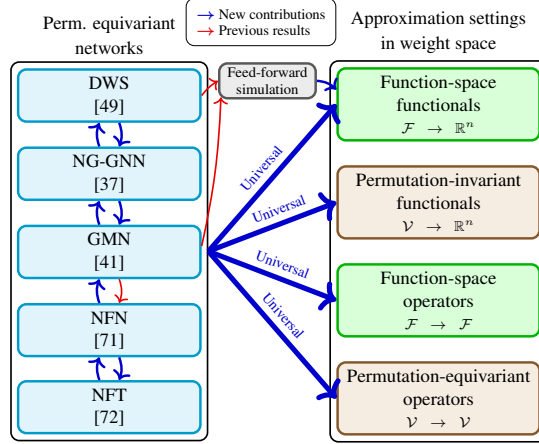 Perm. equivariant
networks
New contributions
Previous results
Approximation settings
in weight space
DWS
[49]
NG-GNN
[37]
GMN
[41]
NFN
[71]
NFT
[72]
Feed-forward
simulation
Universal
Universal
Universal
Universal
Function-space
functionals
ℱ → ℝⁿ
Permutation-invariant
functionals
𝒱 → ℝⁿ
Function-space
operators
ℱ → ℱ
Permutation-equivariant
operators
𝒱 → 𝒱